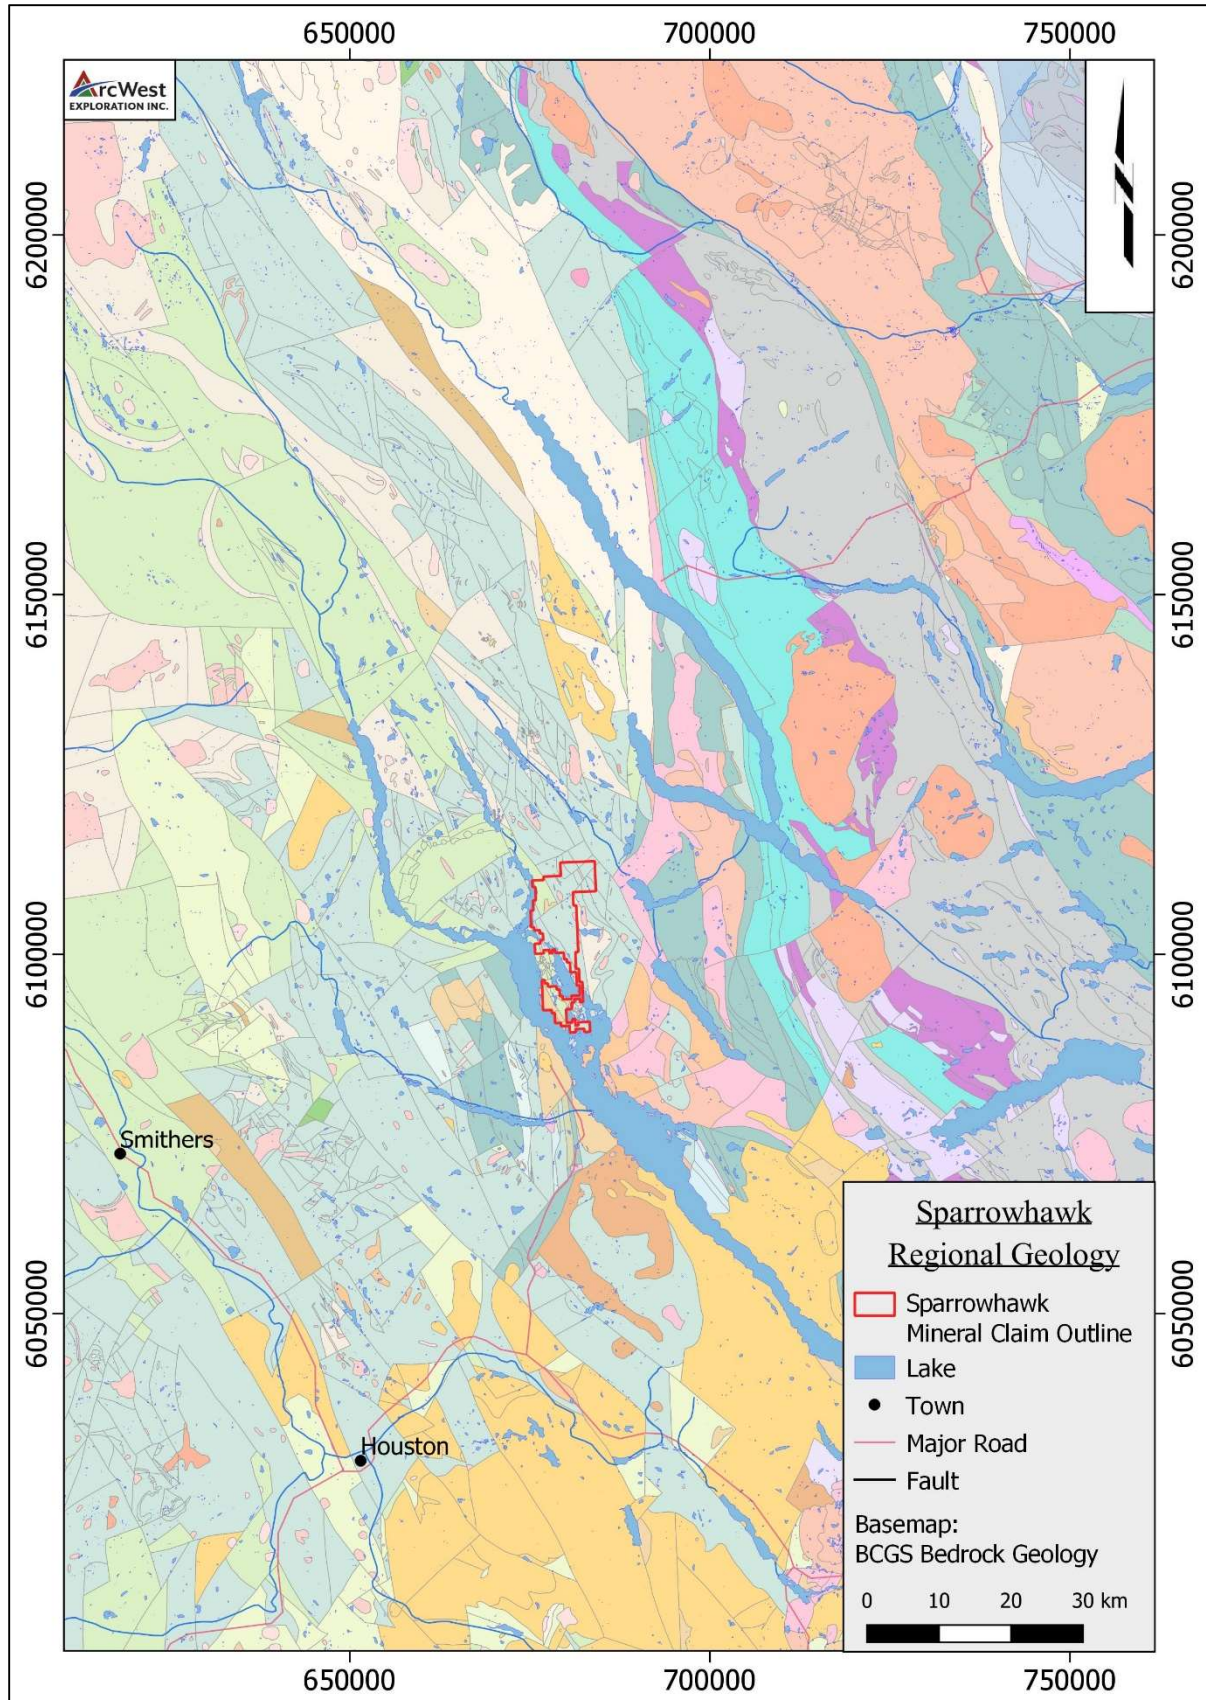 650000 700000 750000
ArcWest
EXPLORATION INC.
6200000 6200000
6150000 6150000
6100000 6100000
Smithers
6050000 6050000
Houston
Sparrowhawk
Regional Geology
Sparrowhawk
Mineral Claim Outline
Lake
Town
Major Road
Fault
Basemap:
BCGS Bedrock Geology
0 10 20 30 km
650000 700000 750000